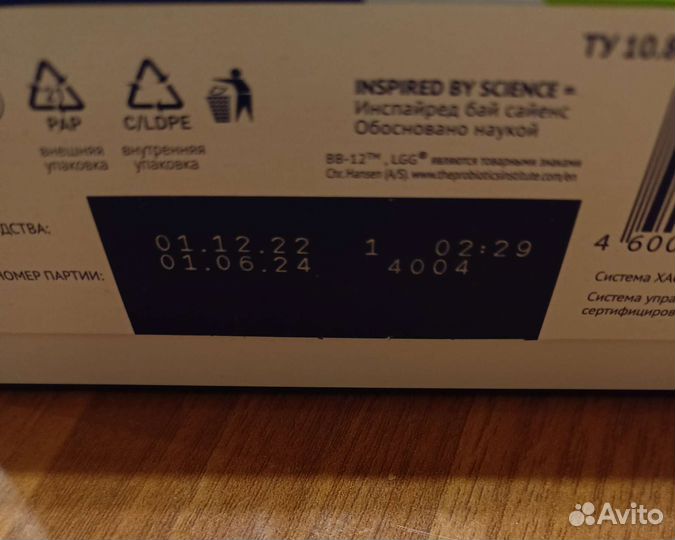 ТУ 10.8
21
PAP
C/LDPE
внешняя
упаковка
внутренняя
упаковка
INSPIRED BY SCIENCE =
Инспайред бай сайенс
Обосновано наукой
BB-12™, LGG® являются товарными знаками
Chr. Hansen (A/S). www.theprobioticsinstitute.com/en
ДСТВА:
01.12.22 1 02:29
НОМЕР ПАРТИИ:
01.06.24 4004
4 600
Система ХА
Система упра
сертифициров
Avito